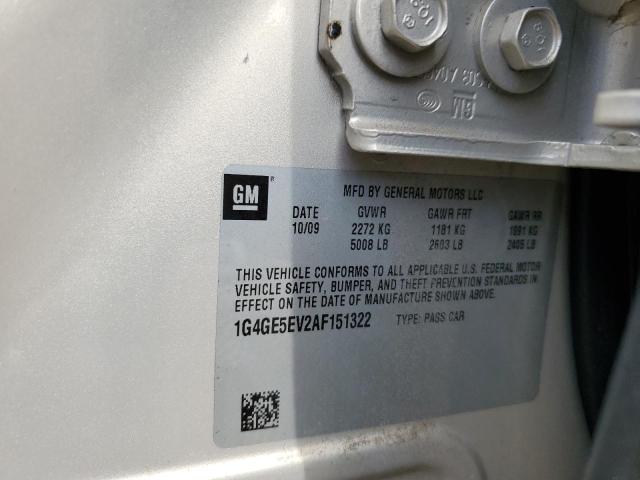 GM
GM
MFD BY GENERAL MOTORS LLC
DATE GVWR GAWR FRT GAWR RR
10/09 2272 KG 1181 KG 1091 KG
5008 LB 2603 LB 2405 LB
THIS VEHICLE CONFORMS TO ALL APPLICABLE U.S. FEDERAL MOTOR
VEHICLE SAFETY, BUMPER, AND THEFT PREVENTION STANDARDS IN
EFFECT ON THE DATE OF MANUFACTURE SHOWN ABOVE.
1G4GE5EV2AF151322 TYPE: PASS CAR